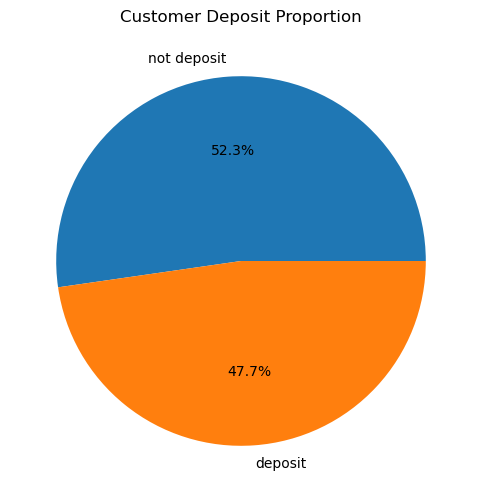 Customer Deposit Proportion
not deposit
52.3%
47.7%
deposit